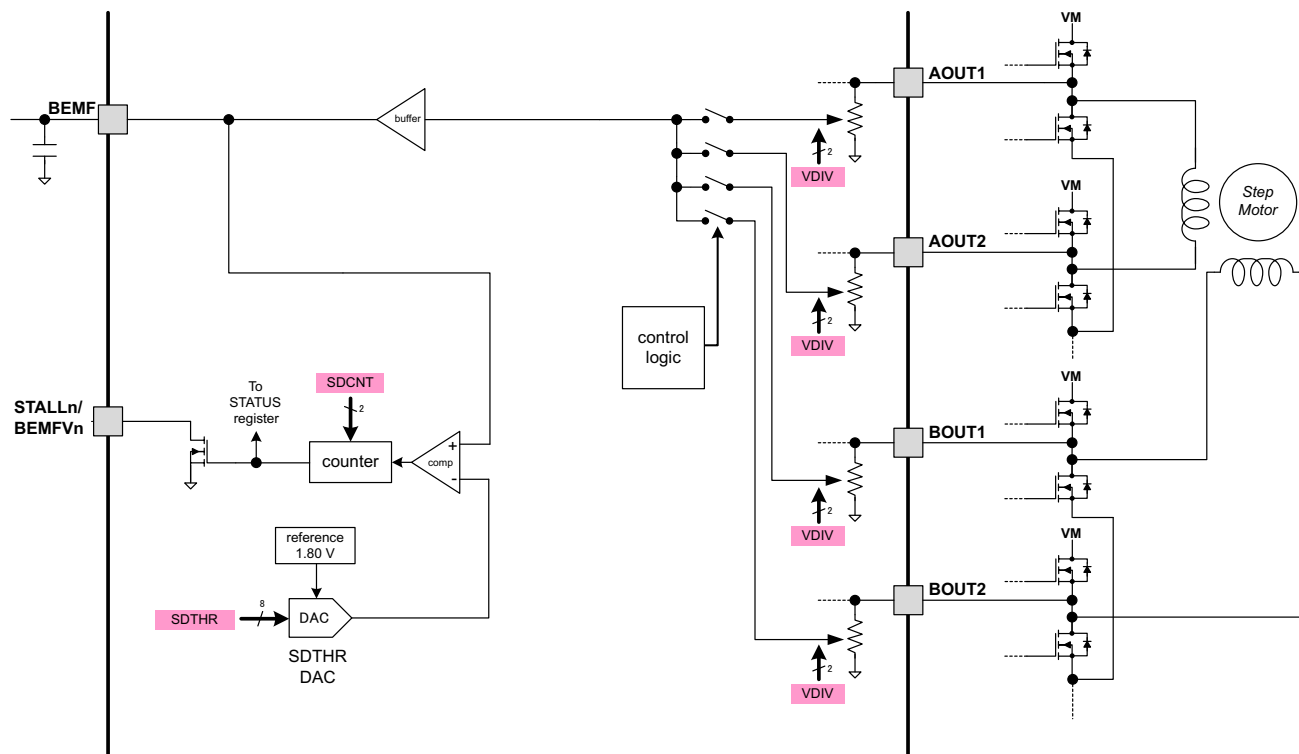 VM
BEMF
buffer
AOUT1
2
VDIV
VM
Step
Motor
AOUT2
2
VDIV
control
logic
VM
STALLn/
BEMFVn
To
STATUS
register
SDCNT
2
counter
+
comp
-
BOUT1
2
VDIV
reference
1.80 V
VM
SDTHR
8
DAC
SDTHR
DAC
BOUT2
2
VDIV